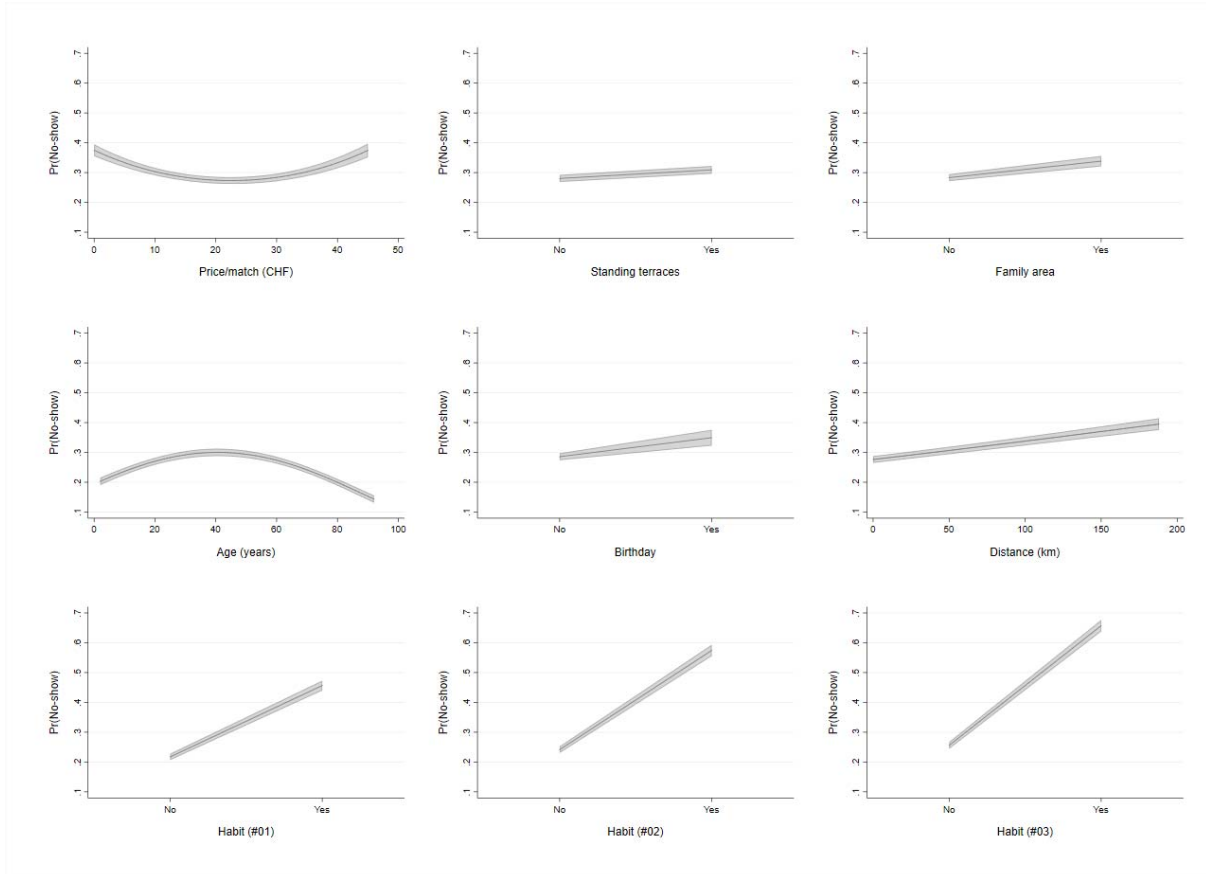 Pr(No-show)
.7
.6
.5
.4
.3
.2
.1
0 10 20 30 40 50
Price/match (CHF)
Pr(No-show)
.7
.6
.5
.4
.3
.2
.1
No Yes
Standing terraces
Pr(No-show)
.7
.6
.5
.4
.3
.2
.1
No Yes
Family area
Pr(No-show)
.7
.6
.5
.4
.3
.2
.1
0 20 40 60 80 100
Age (years)
Pr(No-show)
.7
.6
.5
.4
.3
.2
.1
No Yes
Birthday
Pr(No-show)
.7
.6
.5
.4
.3
.2
.1
0 50 100 150 200
Distance (km)
Pr(No-show)
.7
.6
.5
.4
.3
.2
.1
No Yes
Habit (#01)
Pr(No-show)
.7
.6
.5
.4
.3
.2
.1
No Yes
Habit (#02)
Pr(No-show)
.7
.6
.5
.4
.3
.2
.1
No Yes
Habit (#03)